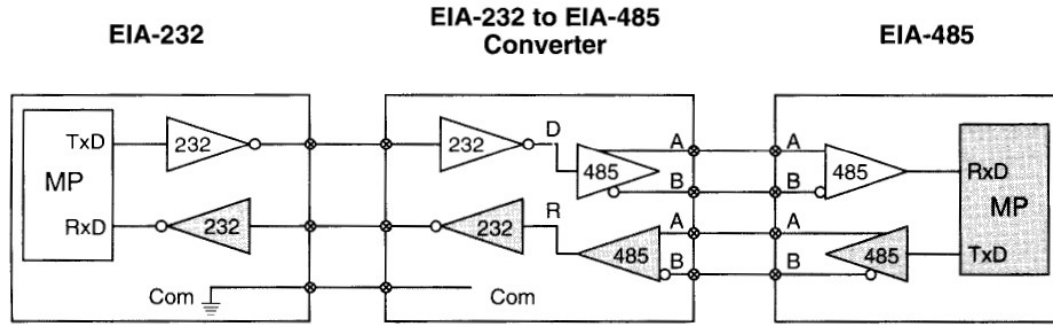 EIA-232
EIA-232 to EIA-485
Converter
EIA-485
TxD
232
232
D
485
A
A
485
RxD
B
B
MP
MP
RxD
232
232
R
485
A
A
485
TxD
B
B
Com
Com